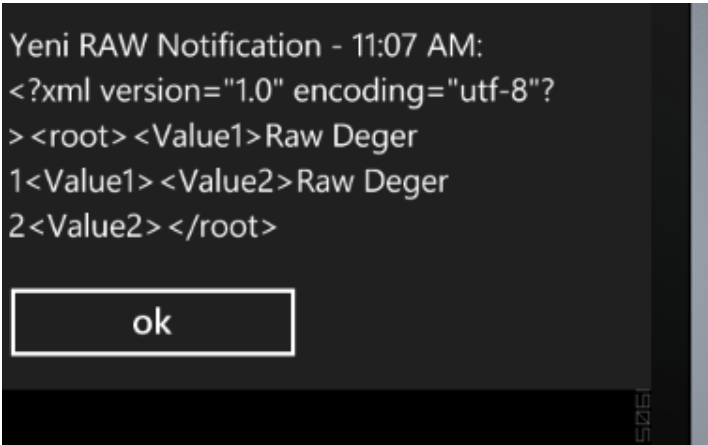 Yeni RAW Notification - 11:07 AM:
<?xml version="1.0" encoding="utf-8"?
><root><Value1>Raw Deger
1<Value1><Value2>Raw Deger
2<Value2></root>
ok